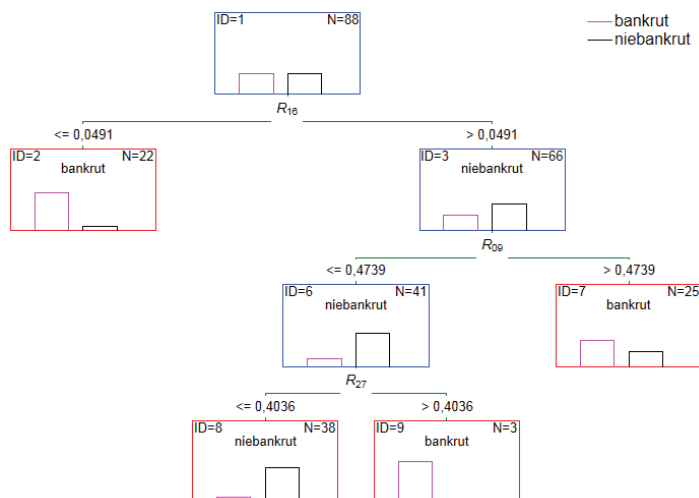 ID=1 N=88
bankrut
niebankrut
R16
<= 0,0491 > 0,0491
ID=2 N=22
bankrut
ID=3 N=66
niebankrut
R09
<= 0,4739 > 0,4739
ID=6 N=41
niebankrut
ID=7 N=25
bankrut
R27
<= 0,4036 > 0,4036
ID=8 N=38
niebankrut
ID=9 N=3
bankrut